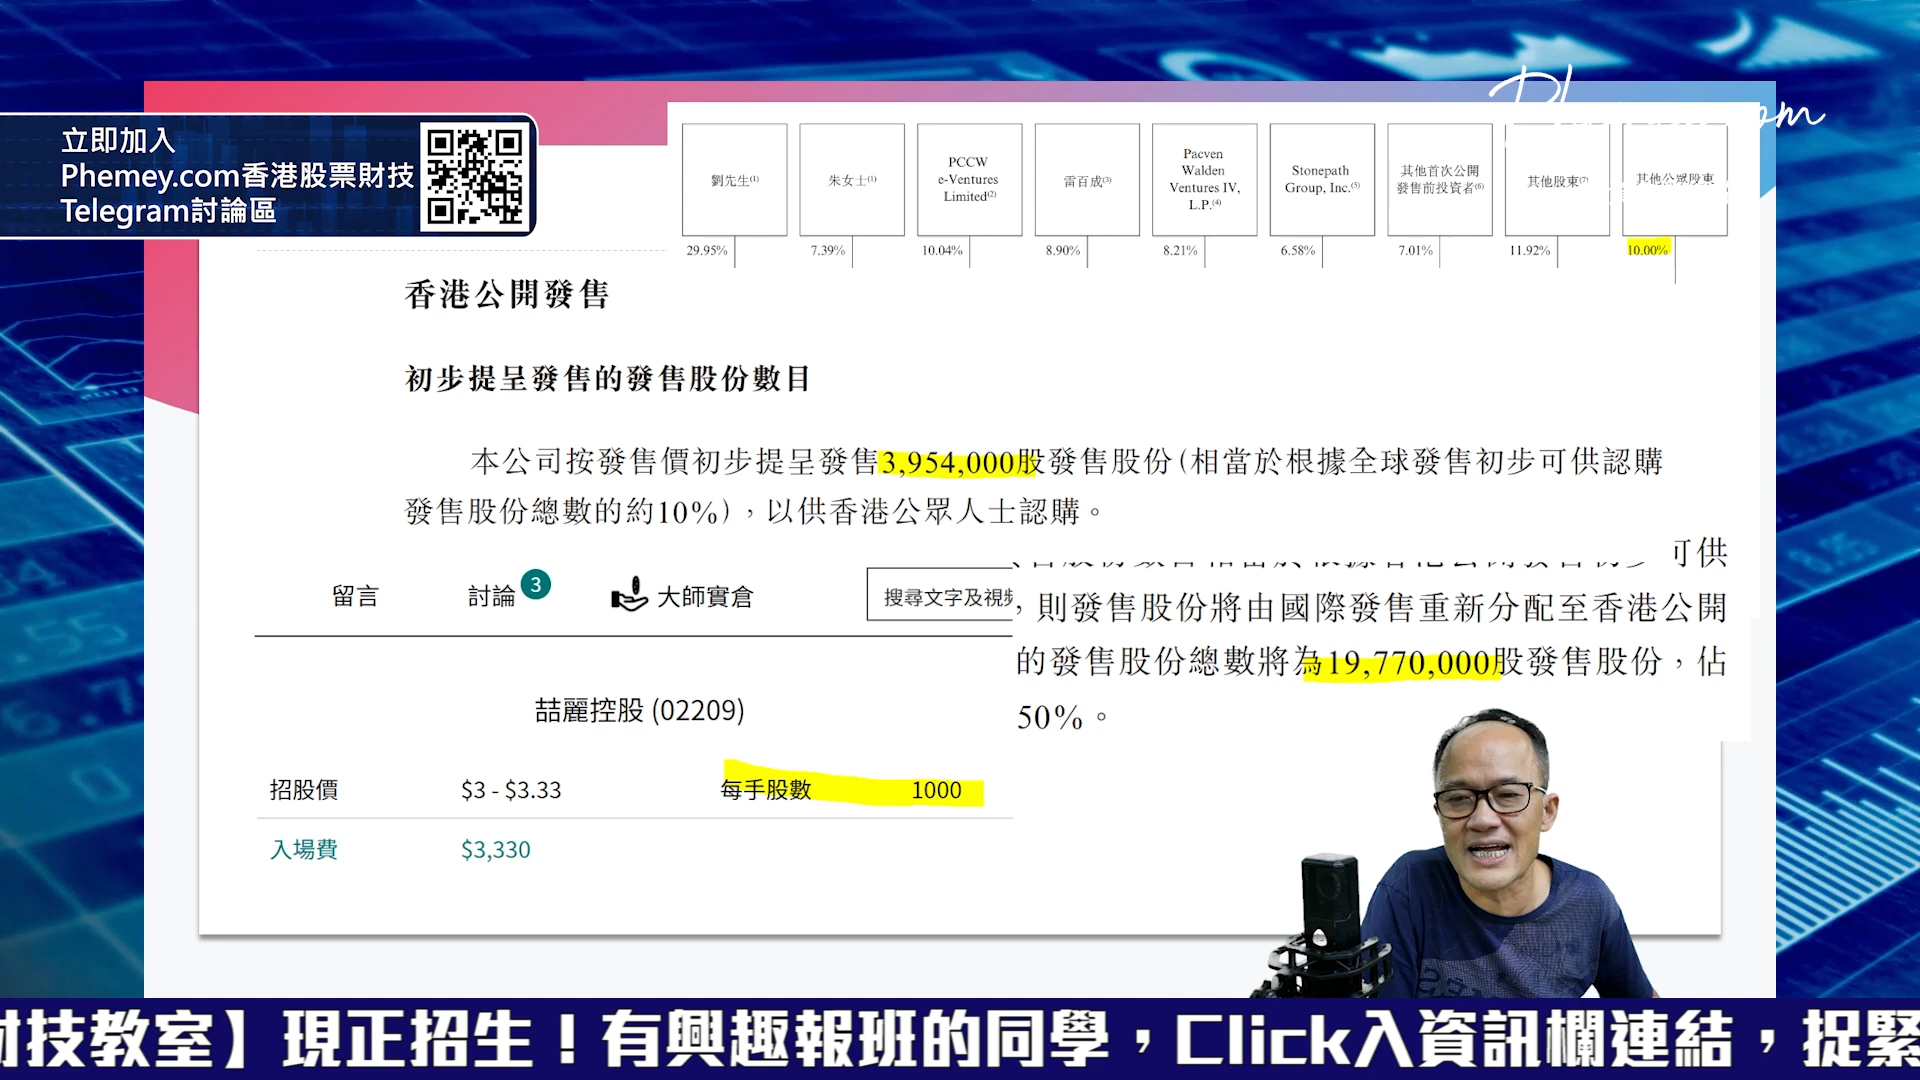 立即加入
Phemey.com香港股票財技
Telegram討論區
劉先生(1)
29.95%
朱女士(1)
7.39%
PCCW
e-Ventures
Limited(2)
10.04%
雷百成(3)
8.90%
Pacven
Walden
Ventures IV,
L.P.(4)
8.21%
Stonepath
Group, Inc.(5)
6.58%
其他首次公開
發售前投資者(6)
7.01%
其他股東(7)
11.92%
其他公眾股東
10.00%
香港公開發售
初步提呈發售的發售股份數目
本公司按發售價初步提呈發售3,954,000股發售股份(相當於根據全球發售初步可供認購
發售股份總數的約10%)，以供香港公眾人士認購。
可供
，則發售股份將由國際發售重新分配至香港公開
的發售股份總數將為19,770,000股發售股份，佔
50%。
留言 討論 3 大師實倉 搜尋文字及視
喆麗控股 (02209)
招股價 $3 - $3.33 每手股數 1000
入場費 $3,330
財技教室】現正招生！有興趣報班的同學，Click入資訊欄連結，捉緊